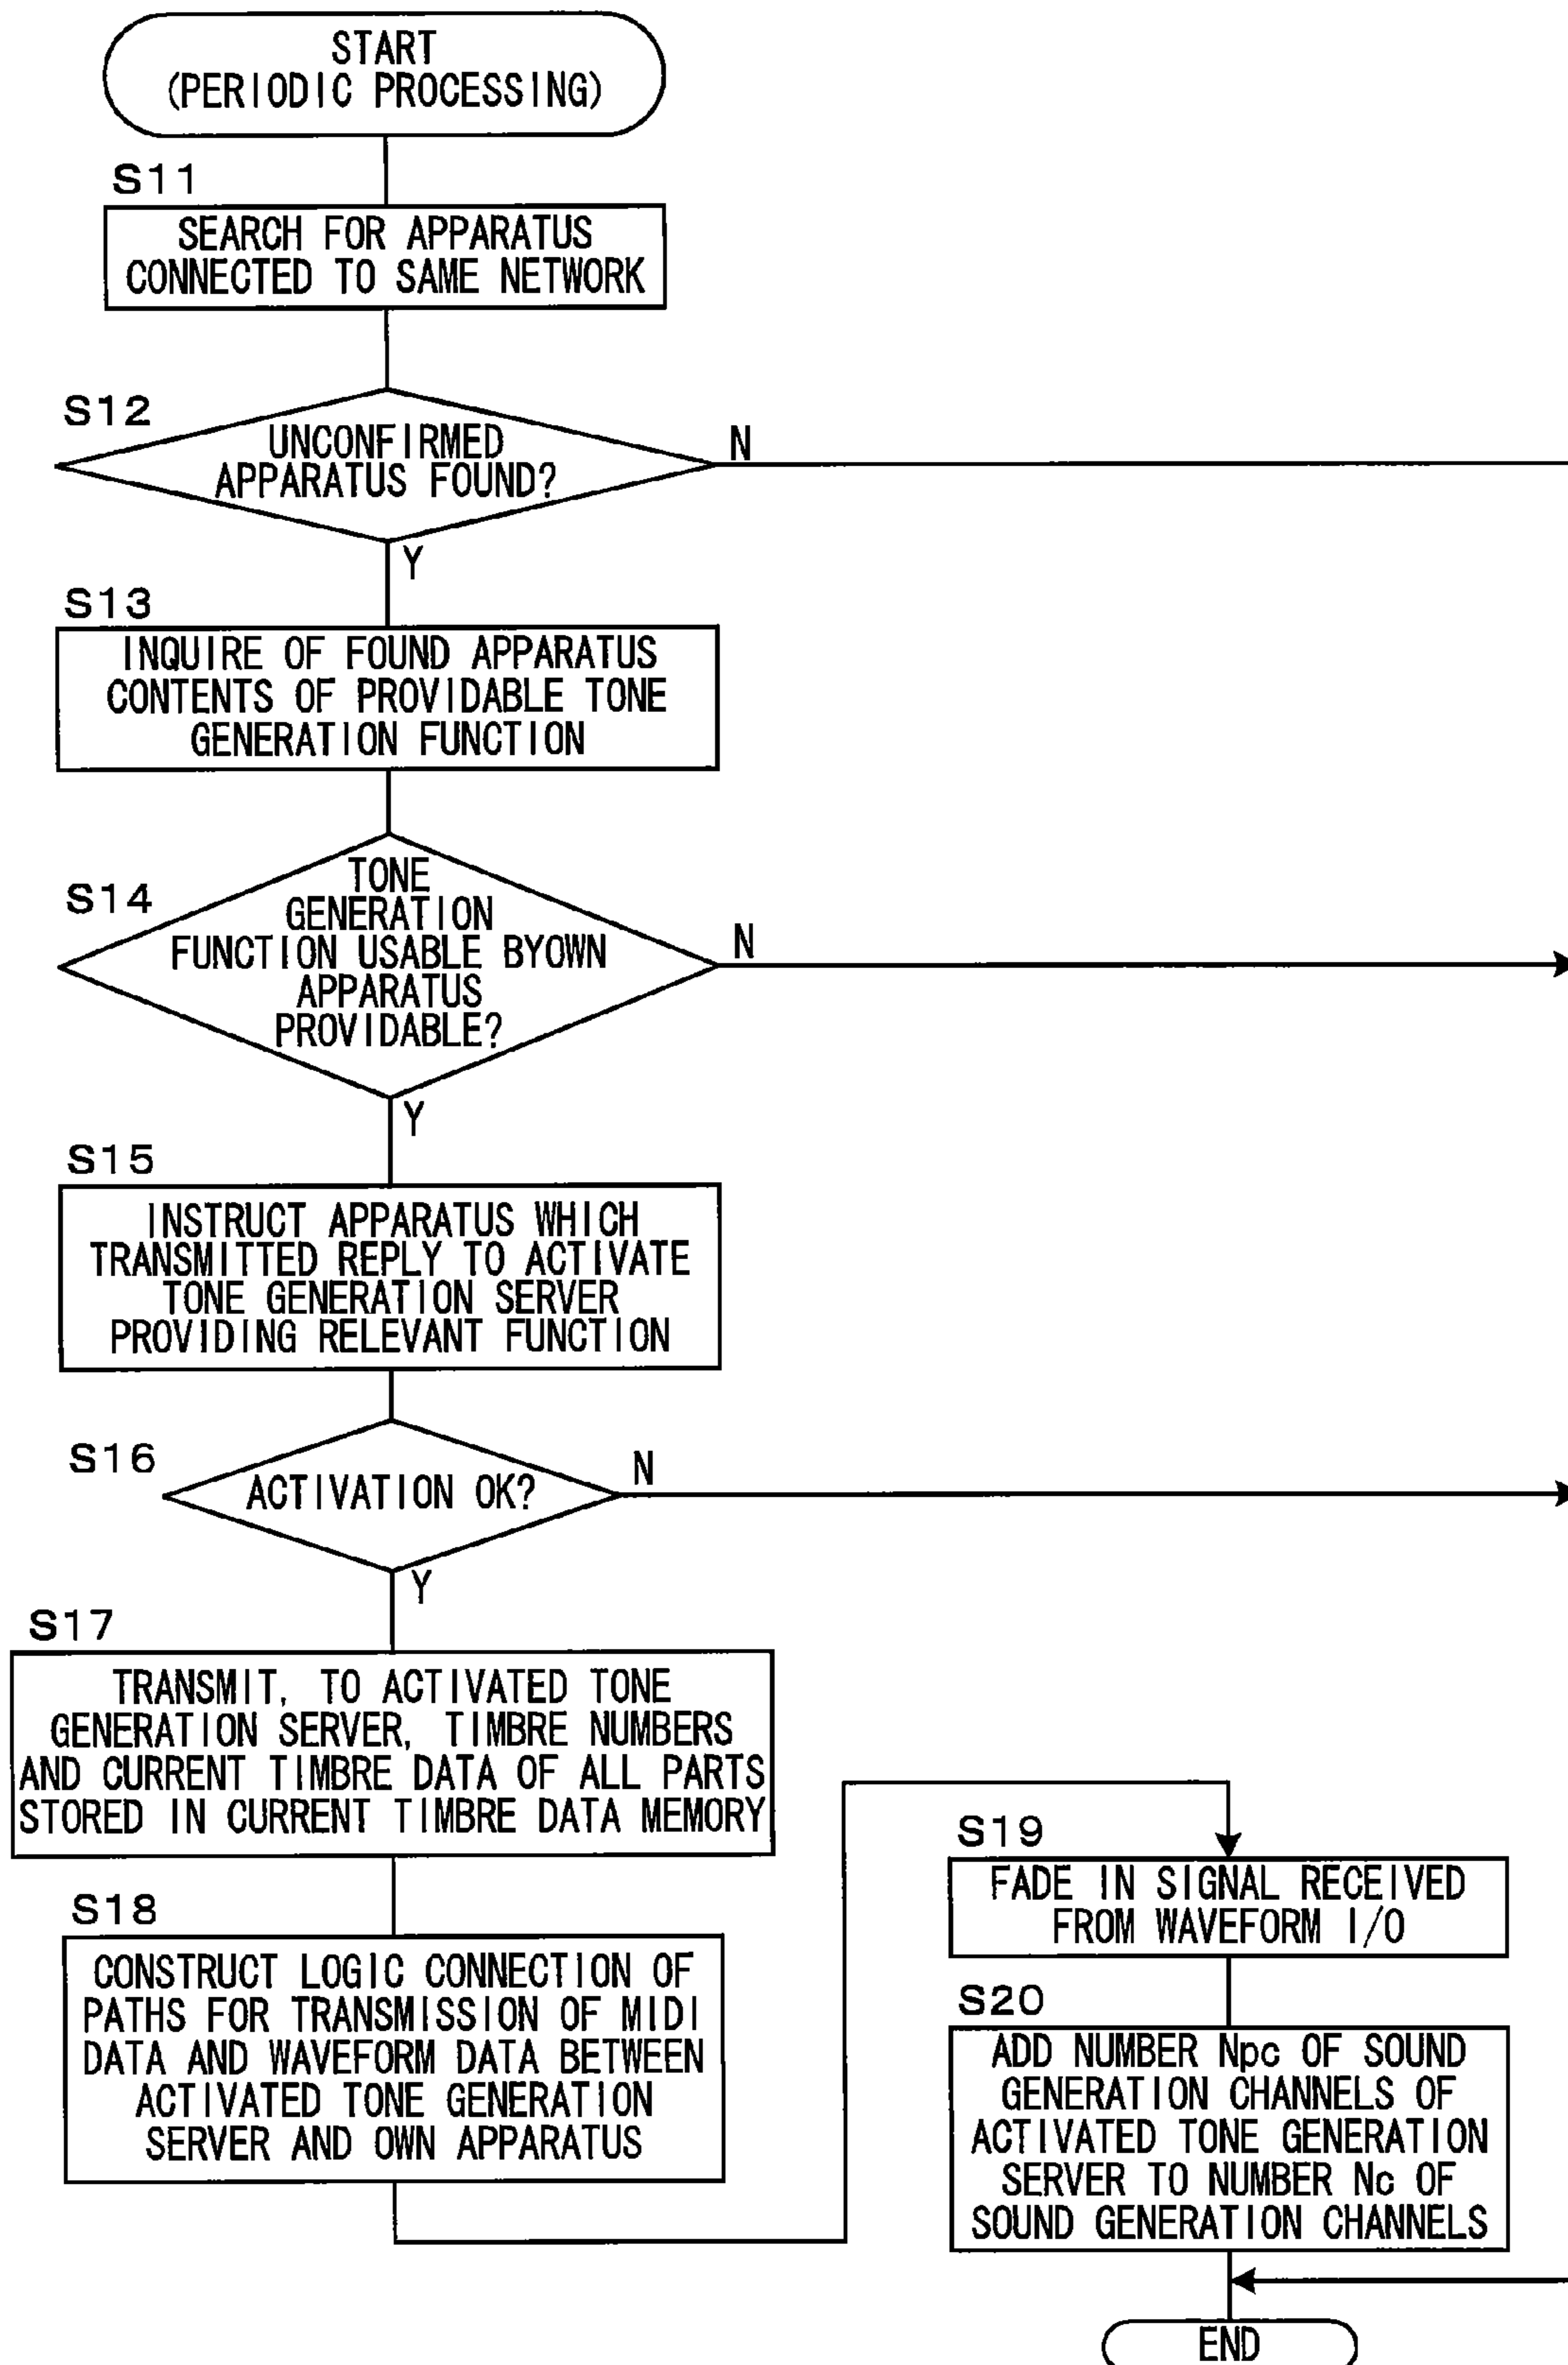 START
(PERIODIC PROCESSING)
S11
SEARCH FOR APPARATUS
CONNECTED TO SAME NETWORK
S12
UNCONFIRMED
APPARATUS FOUND?
N
Y
S13
INQUIRE OF FOUND APPARATUS
CONTENTS OF PROVIDABLE TONE
GENERATION FUNCTION
S14
TONE
GENERATION
FUNCTION USABLE BYOWN
APPARATUS
PROVIDABLE?
N
Y
S15
INSTRUCT APPARATUS WHICH
TRANSMITTED REPLY TO ACTIVATE
TONE GENERATION SERVER
PROVIDING RELEVANT FUNCTION
S16
ACTIVATION OK?
N
Y
S17
TRANSMIT, TO ACTIVATED TONE
GENERATION SERVER, TIMBRE NUMBERS
AND CURRENT TIMBRE DATA OF ALL PARTS
STORED IN CURRENT TIMBRE DATA MEMORY
S18
CONSTRUCT LOGIC CONNECTION OF
PATHS FOR TRANSMISSION OF MIDI
DATA AND WAVEFORM DATA BETWEEN
ACTIVATED TONE GENERATION
SERVER AND OWN APPARATUS
S19
FADE IN SIGNAL RECEIVED
FROM WAVEFORM I/O
S20
ADD NUMBER Npc OF SOUND
GENERATION CHANNELS OF
ACTIVATED TONE GENERATION
SERVER TO NUMBER Nc OF
SOUND GENERATION CHANNELS
END